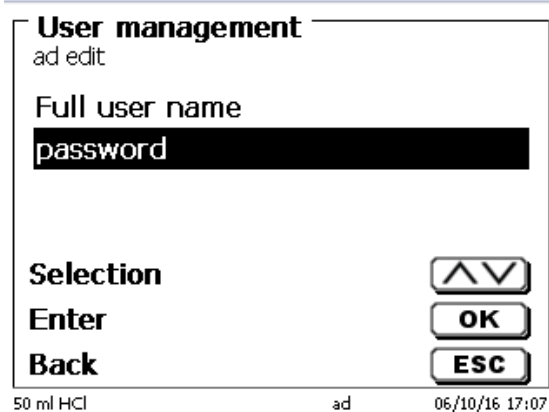 User management
ad edit
Full user name
password
Selection
Enter OK
Back ESC
50 ml HCl ad 06/10/16 17:07